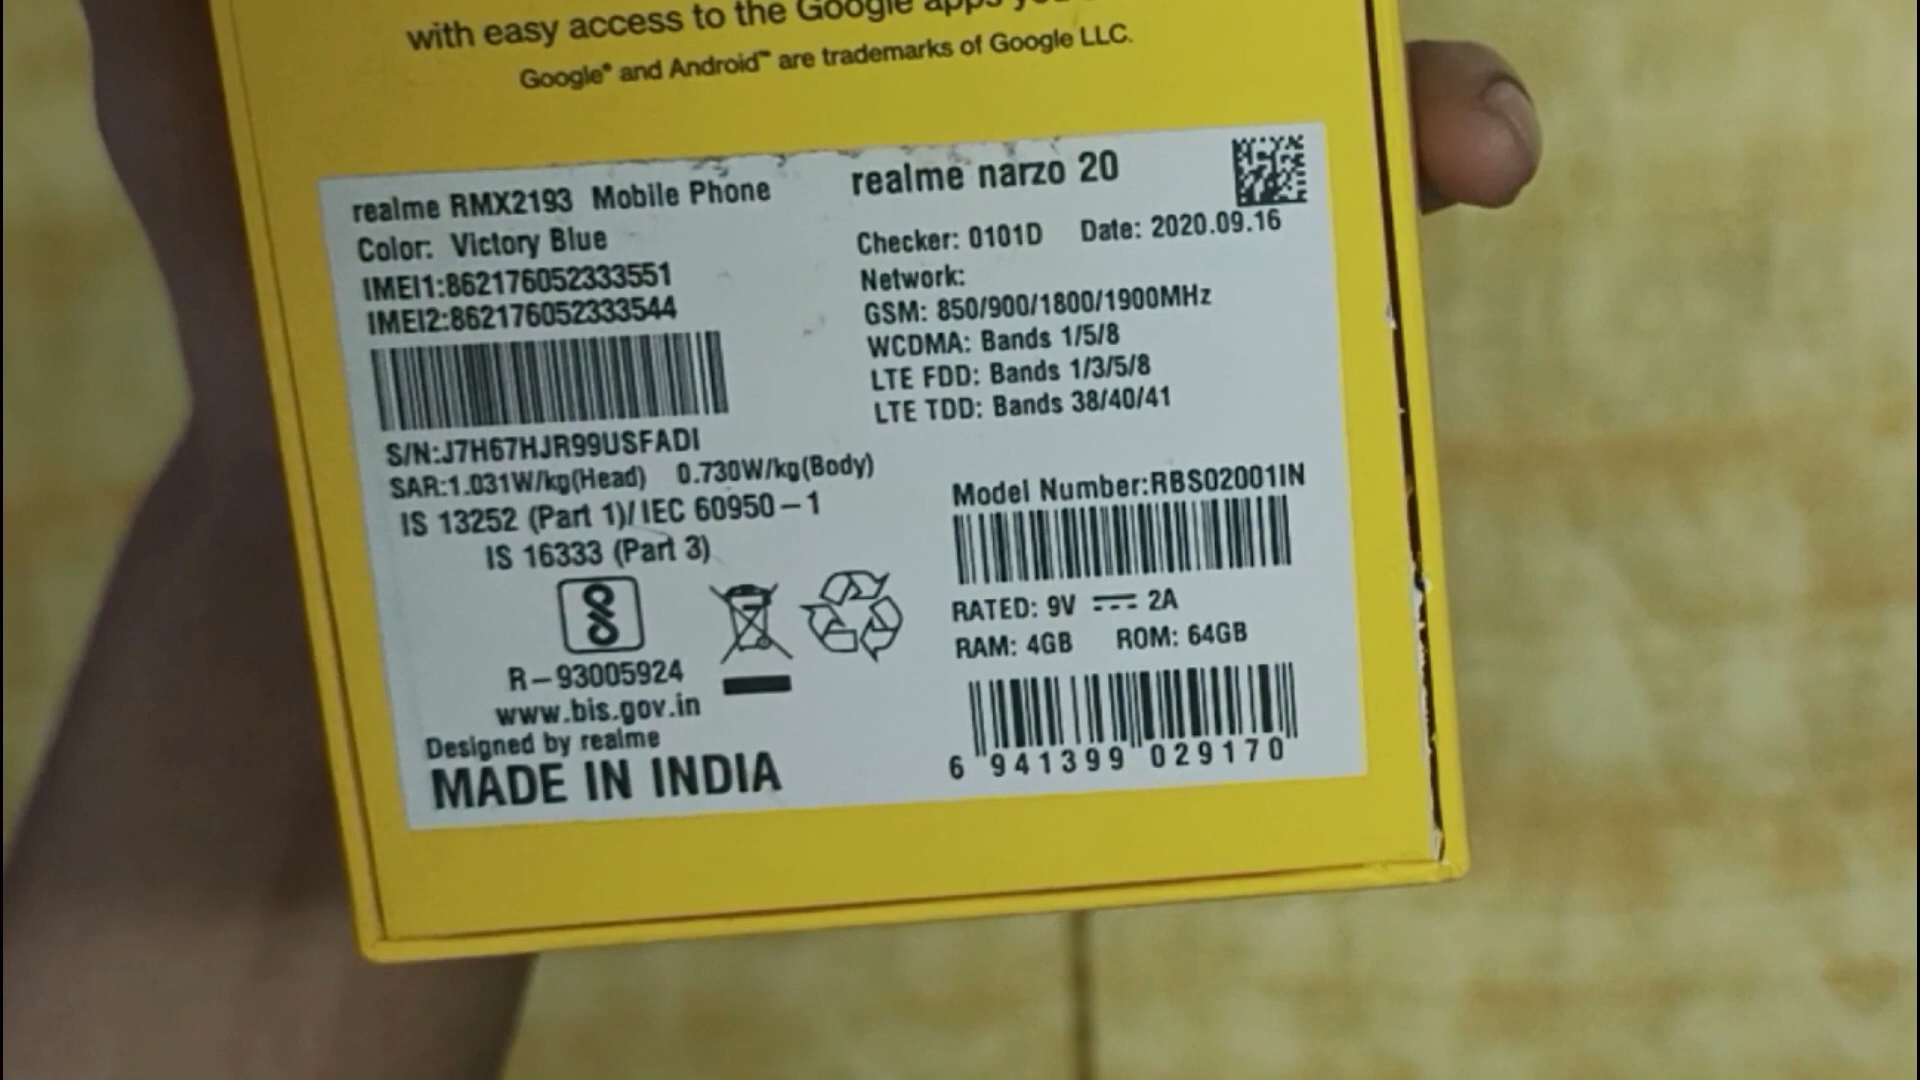 with easy access to the Google apps
Google® and Android™ are trademarks of Google LLC.
realme RMX2193 Mobile Phone
Color: Victory Blue
IMEI1:862176052333551
IMEI2:862176052333544
S/N:J7H67HJR99USFADI
SAR:1.031W/kg(Head) 0.730W/kg(Body)
IS 13252 (Part 1)/ IEC 60950-1
IS 16333 (Part 3)
R-93005924
www.bis.gov.in
Designed by realme
MADE IN INDIA
realme narzo 20
Checker: 0101D Date: 2020.09.16
Network:
GSM: 850/900/1800/1900MHz
WCDMA: Bands 1/5/8
LTE FDD: Bands 1/3/5/8
LTE TDD: Bands 38/40/41
Model Number:RBS02001IN
RATED: 9V ⎓ 2A
RAM: 4GB ROM: 64GB
6 941399 029170